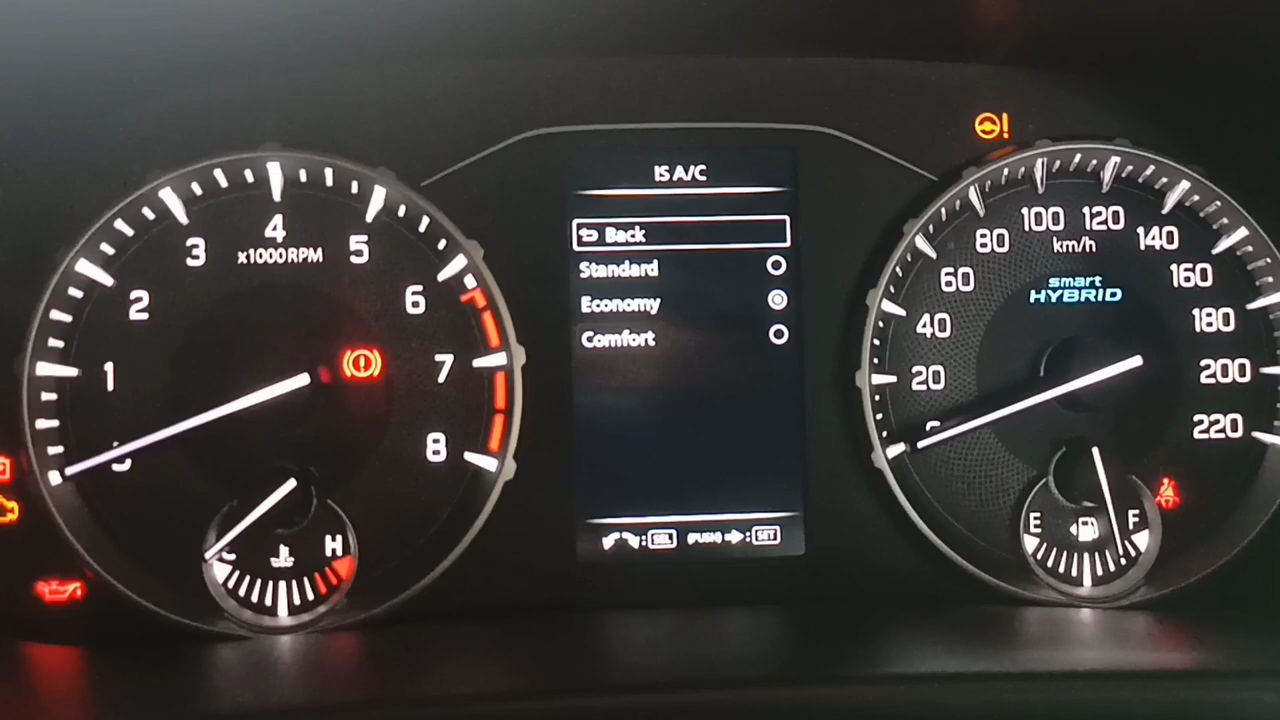 IS A/C
Back
Standard
Economy
Comfort
:SEL (PUSH) :SET
1
2
3
4
5
6
7
8
x1000RPM
H
20
40
60
80
100
120
140
160
180
200
220
km/h
smart
HYBRID
E
F